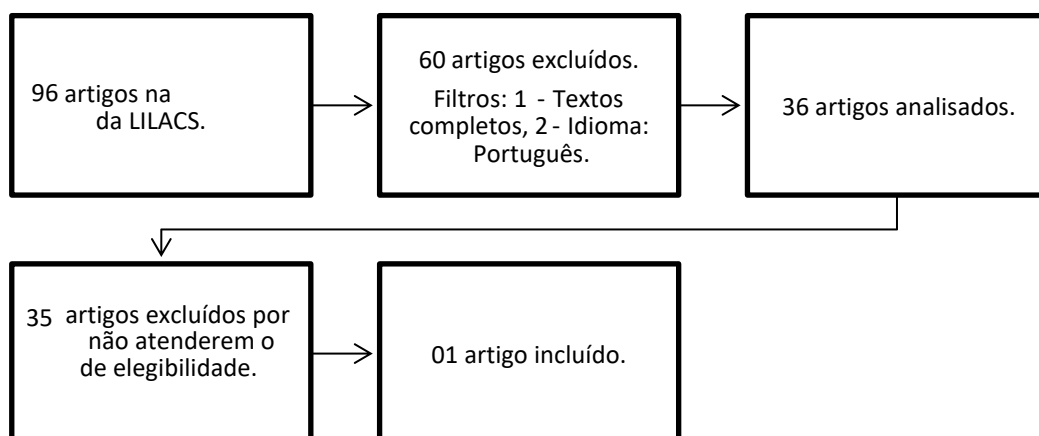 96 artigos na
da LILACS.
60 artigos excluídos.
Filtros: 1 - Textos
completos, 2 - Idioma:
Português.
36 artigos analisados.
35 artigos excluídos por
não atenderem o
de elegibilidade.
01 artigo incluído.